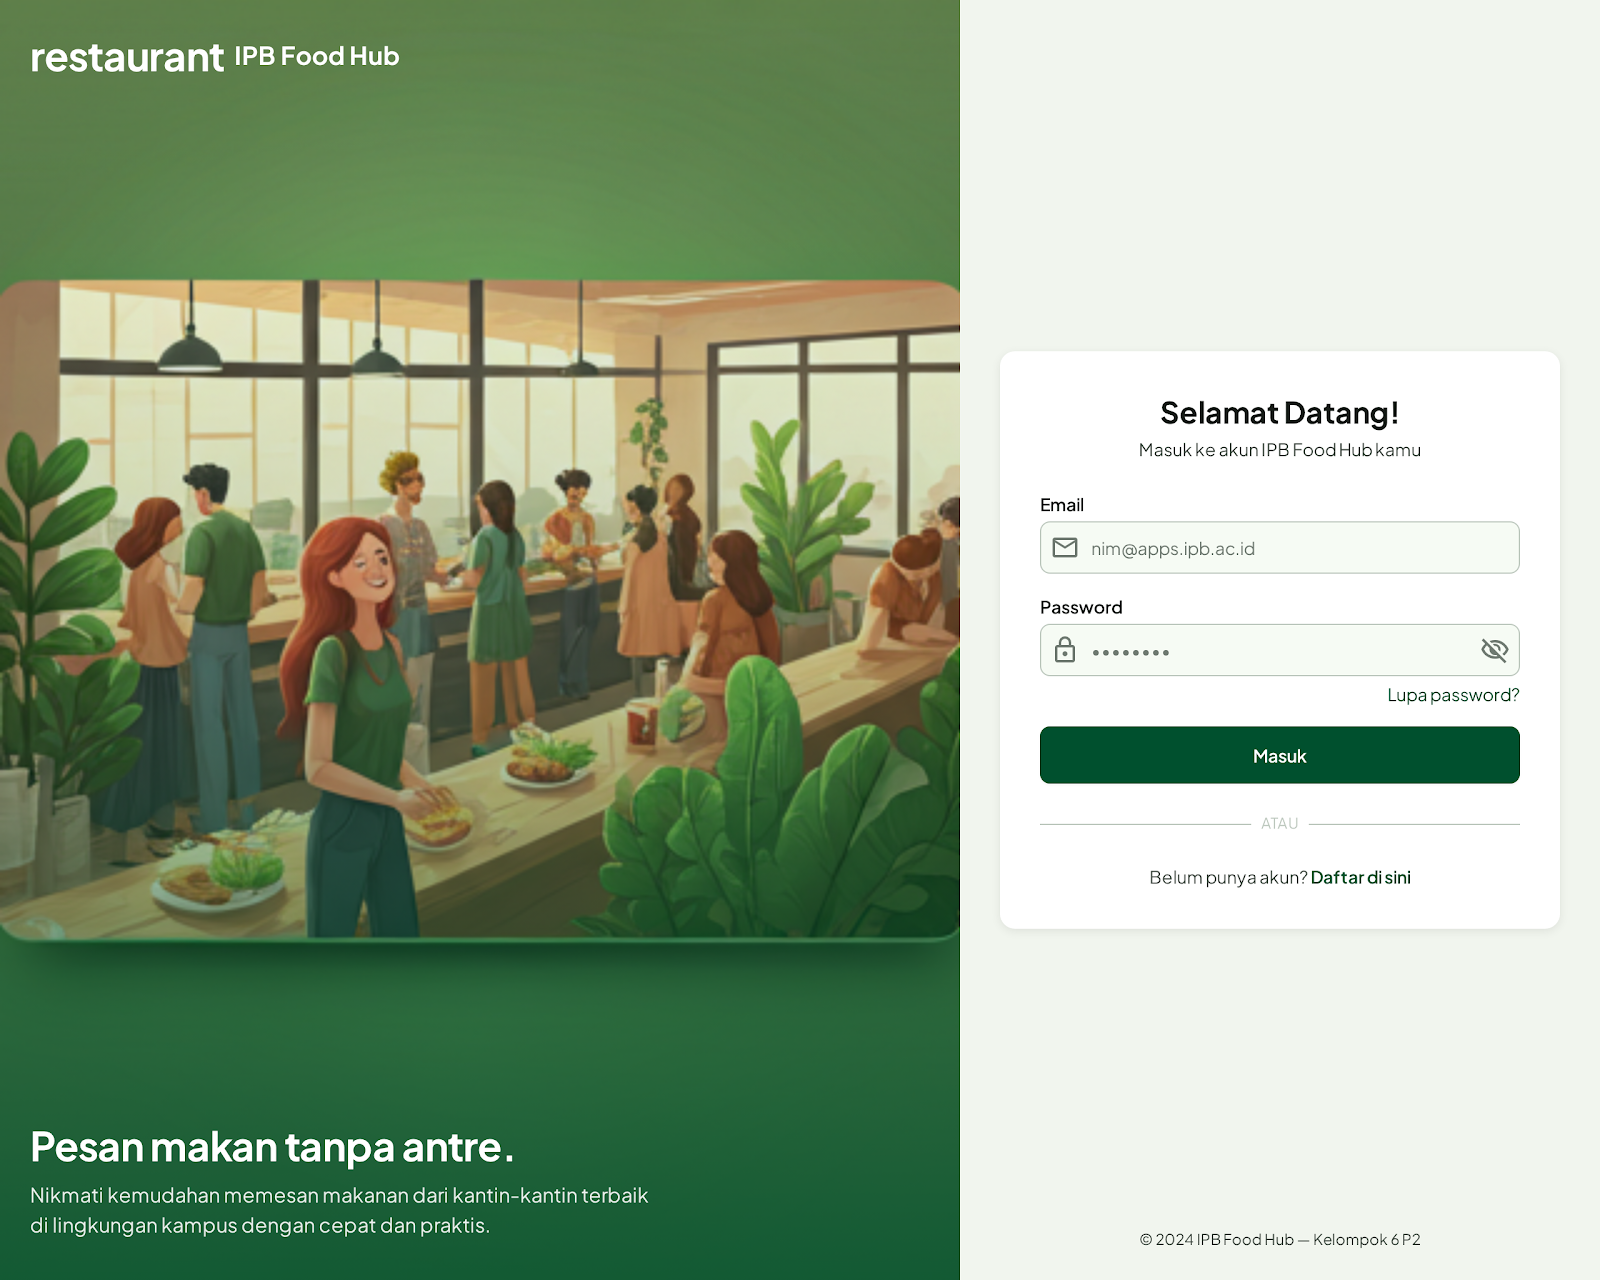 restaurant IPB Food Hub
Pesan makan tanpa antre.
Nikmati kemudahan memesan makanan dari kantin-kantin terbaik
di lingkungan kampus dengan cepat dan praktis.
Selamat Datang!
Masuk ke akun IPB Food Hub kamu
Email
nim@apps.ipb.ac.id
Password
••••••••
Lupa password?
Masuk
ATAU
Belum punya akun? Daftar di sini
© 2024 IPB Food Hub — Kelompok 6 P2